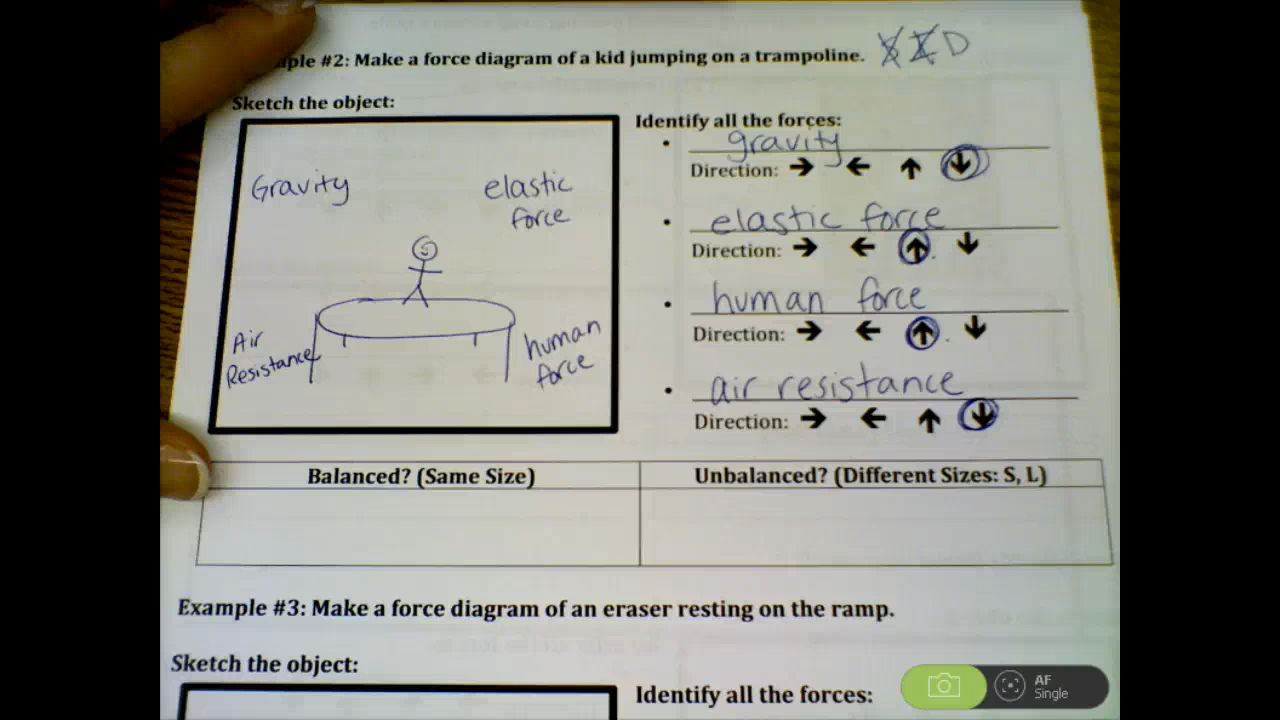 ple #2: Make a force diagram of a kid jumping on a trampoline. S I D
Sketch the object:
Identify all the forces:
• gravity
Direction: → ← ↑ ↓
Gravity
elastic
force
• elastic force
Direction: → ← ↑ ↓
• human force
Direction: → ← ↑ ↓
Air
Resistance
human
force
• air resistance
Direction: → ← ↑ ↓
Balanced? (Same Size)
Unbalanced? (Different Sizes: S, L)
Example #3: Make a force diagram of an eraser resting on the ramp.
Sketch the object:
Identify all the forces:
AF
Single